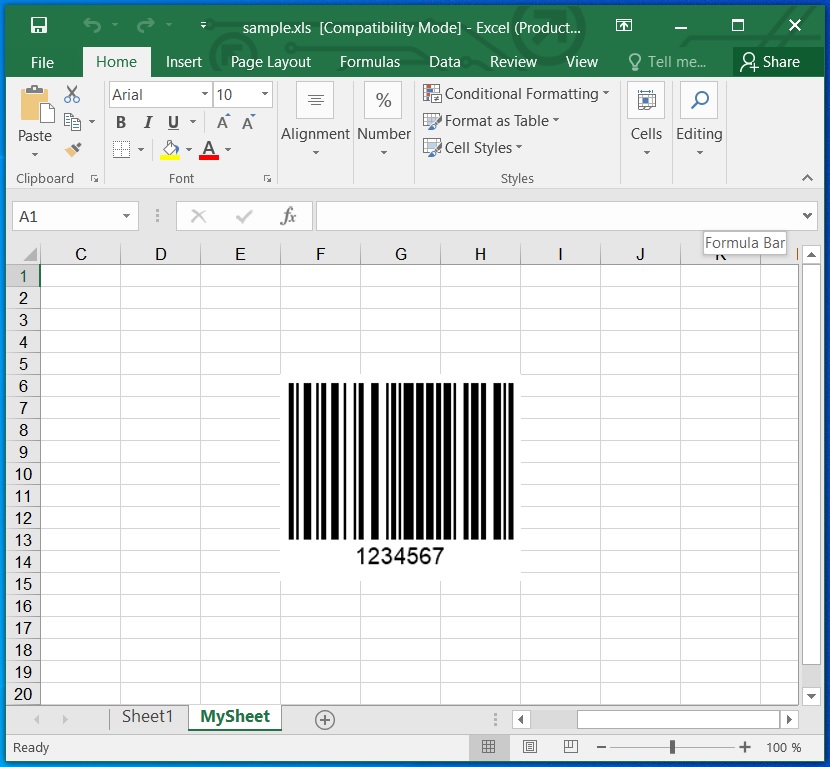 sample.xls [Compatibility Mode] - Excel (Product...
File Home Insert Page Layout Formulas Data Review View Tell me... Share
Arial 10
Conditional Formatting
Format as Table
Cell Styles
Paste
B I U A A
A
Alignment
%
Number
Cells
Editing
Clipboard Font Styles
A1 fx
Formula Bar
C D E F G H I J K
1
2
3
4
5
6
7
8
9
10
11
12
13
14
15
16
17
18
19
20
1234567
Sheet1 MySheet
Ready 100 %